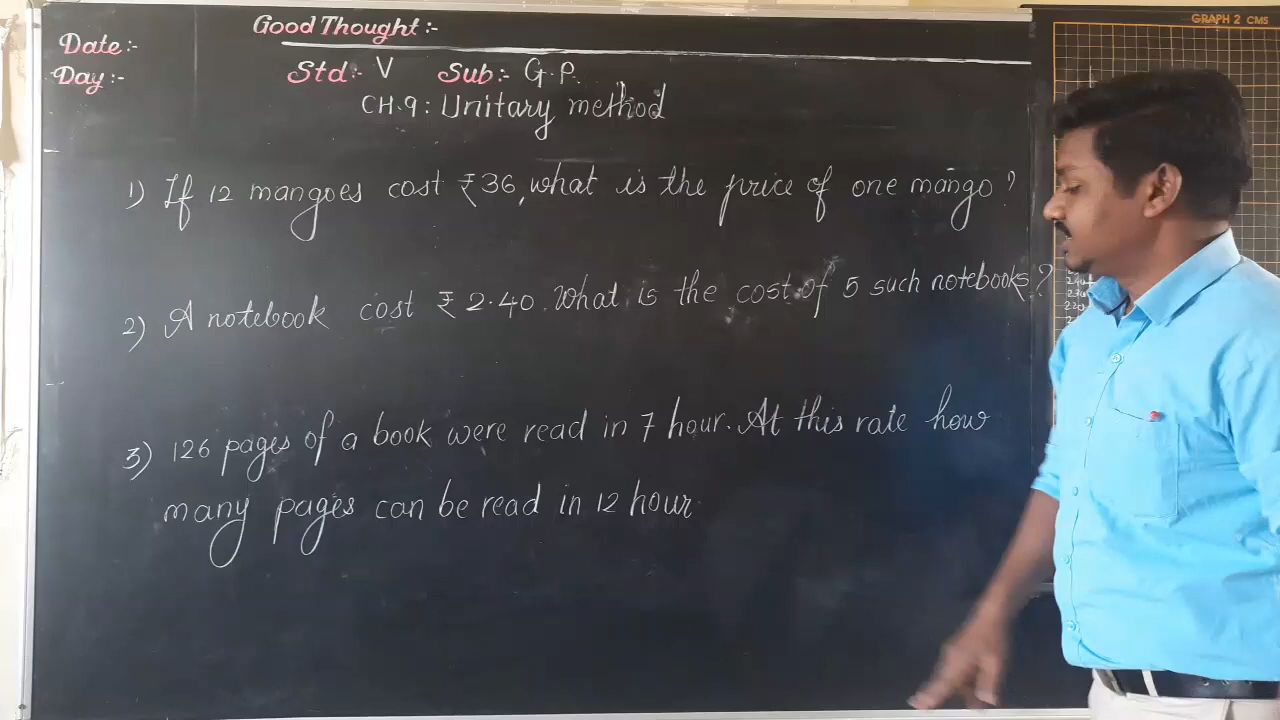 GRAPH 2 CMS
Good Thought :-
Date :-
Day :-
Std:- V Sub:- G.P.
CH.9: Unitary method
1) If 12 mangoes cost ₹36, what is the price of one mango?
2) A notebook cost ₹ 2.40. What is the cost of 5 such notebooks?
3) 126 pages of a book were read in 7 hour. At this rate how
many pages can be read in 12 hour.